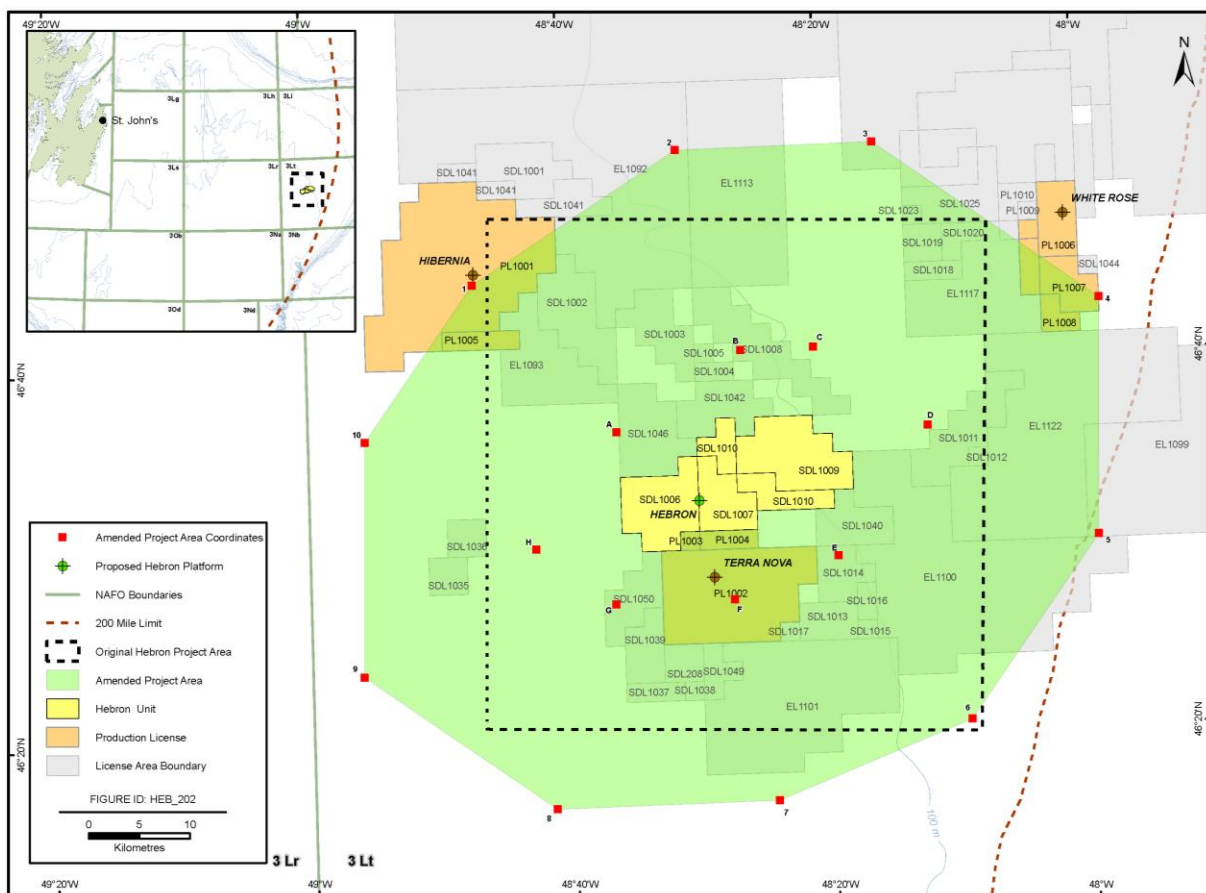 49°20'W
49°W
48°40'W
48°20'W
48°W
N
St. John's
3Lg
3Lh
3Li
3Ls
3Lr
3Lt
3Ob
3Na
3Nb
3Od
3Nd
2
3
SDL1041
SDL1001
SDL1041
SDL1041
EL1092
EL1113
SDL1023
SDL1025
PL1010
PL1009
WHITE ROSE
SDL1020
SDL1019
SDL1018
PL1006
SDL1044
HIBERNIA
PL1001
1
EL1117
PL1007
4
SDL1002
PL1008
PL1005
SDL1003
B
C
SDL1005
SDL1008
SDL1004
EL1093
46°40'N
46°40'N
SDL1042
A
SDL1046
D
SDL1011
EL1122
10
SDL1010
SDL1012
EL1099
SDL1009
SDL1006
SDL1010
HEBRON
SDL1007
PL1003
PL1004
SDL1040
5
SDL1036
H
E
SDL1035
TERRA NOVA
SDL1014
EL1100
PL1002
SDL1050
G
F
SDL1016
SDL1013
SDL1015
SDL1017
SDL1039
9
SDL208
SDL1049
SDL1037
SDL1038
EL1101
6
46°20'N
46°20'N
7
8
100 m
Amended Project Area Coordinates
Proposed Hebron Platform
NAFO Boundaries
200 Mile Limit
Original Hebron Project Area
Amended Project Area
Hebron Unit
Production License
License Area Boundary
FIGURE ID: HEB_202
0 5 10
Kilometres
3 Lr
3 Lt
49°20'W
49°W
48°40'W
48°20'W
48°W